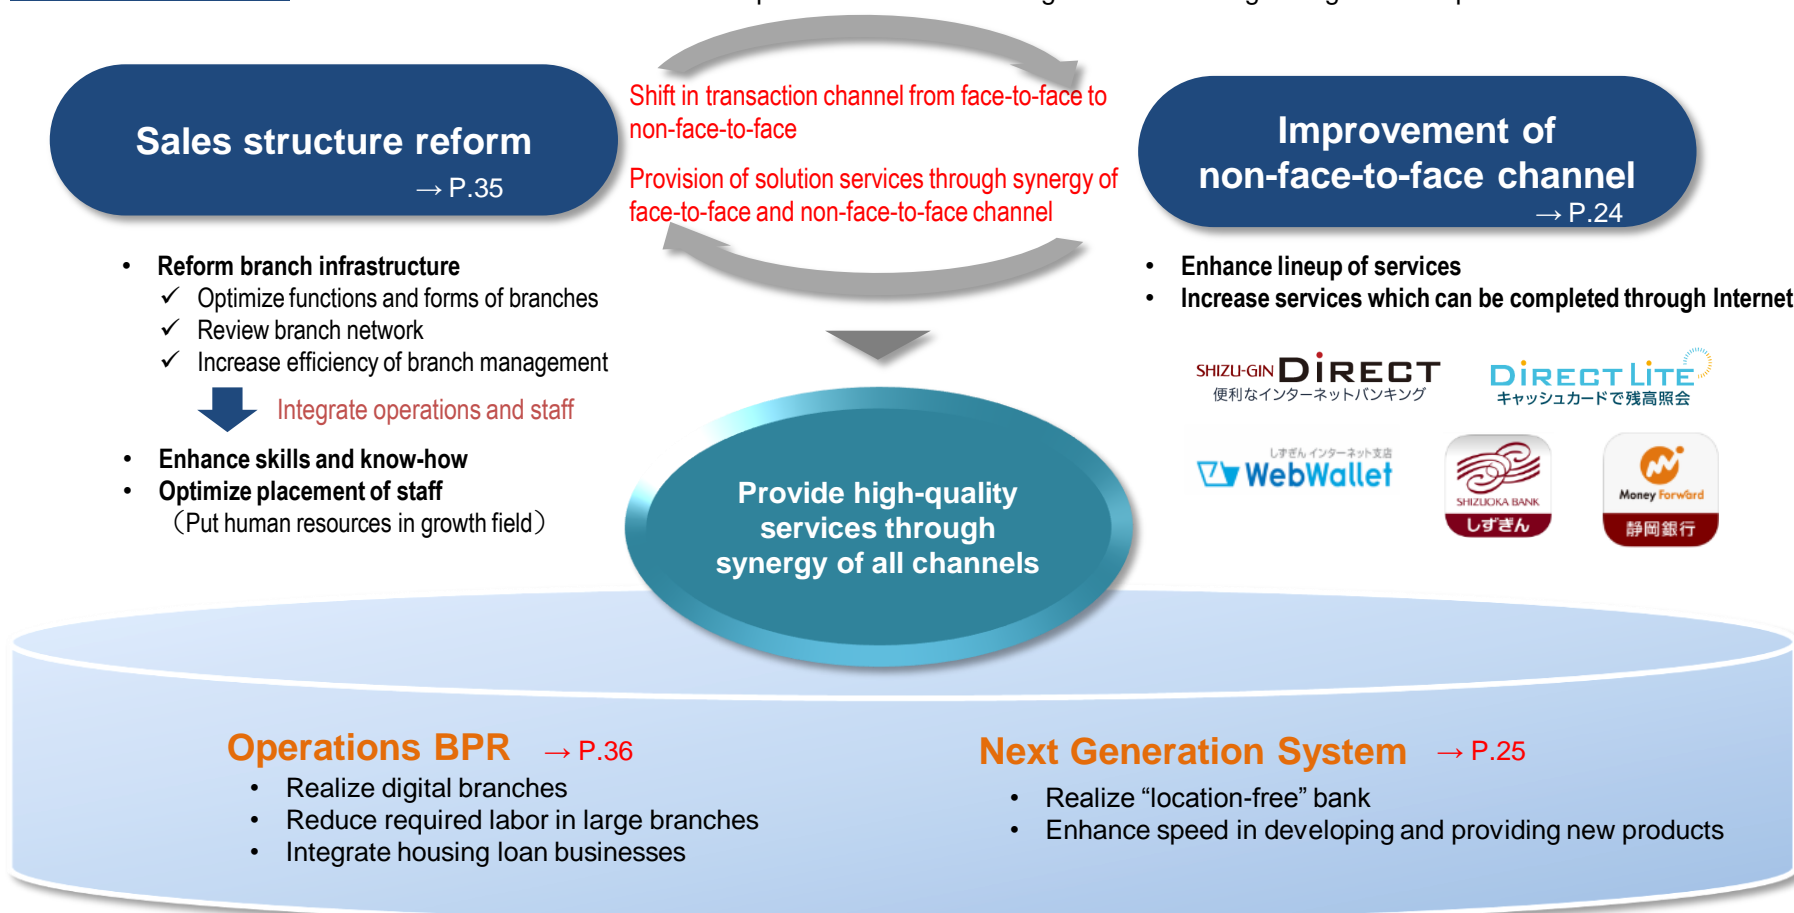 Shift in transaction channel from face-to-face to
non-face-to-face
Provision of solution services through synergy of
face-to-face and non-face-to-face channel
Sales structure reform
→ P.35
Improvement of
non-face-to-face channel
→ P.24
• Reform branch infrastructure
✓ Optimize functions and forms of branches
✓ Review branch network
✓ Increase efficiency of branch management
Integrate operations and staff
• Enhance skills and know-how
• Optimize placement of staff
（Put human resources in growth field）
• Enhance lineup of services
• Increase services which can be completed through Internet
SHIZU-GIN DiRECT
便利なインターネットバンキング
DiRECT LiTE
キャッシュカードで残高照会
しずぎん インターネット支店
WebWallet
SHIZUOKA BANK
しずぎん
Money Forward
静岡銀行
Provide high-quality
services through
synergy of all channels
Operations BPR → P.36
• Realize digital branches
• Reduce required labor in large branches
• Integrate housing loan businesses
Next Generation System → P.25
• Realize “location-free” bank
• Enhance speed in developing and providing new products